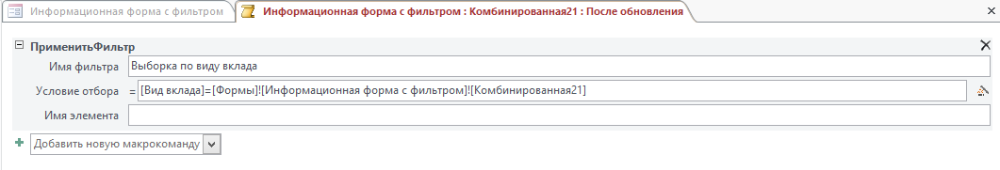 Информационная форма с фильтром Информационная форма с фильтром : Комбинированная21 : После обновления
ПрименитьФильтр
Имя фильтра Выборка по виду вклада
Условие отбора = [Вид вклада]=[Формы]![Информационная форма с фильтром]![Комбинированная21]
Имя элемента
Добавить новую макрокоманду